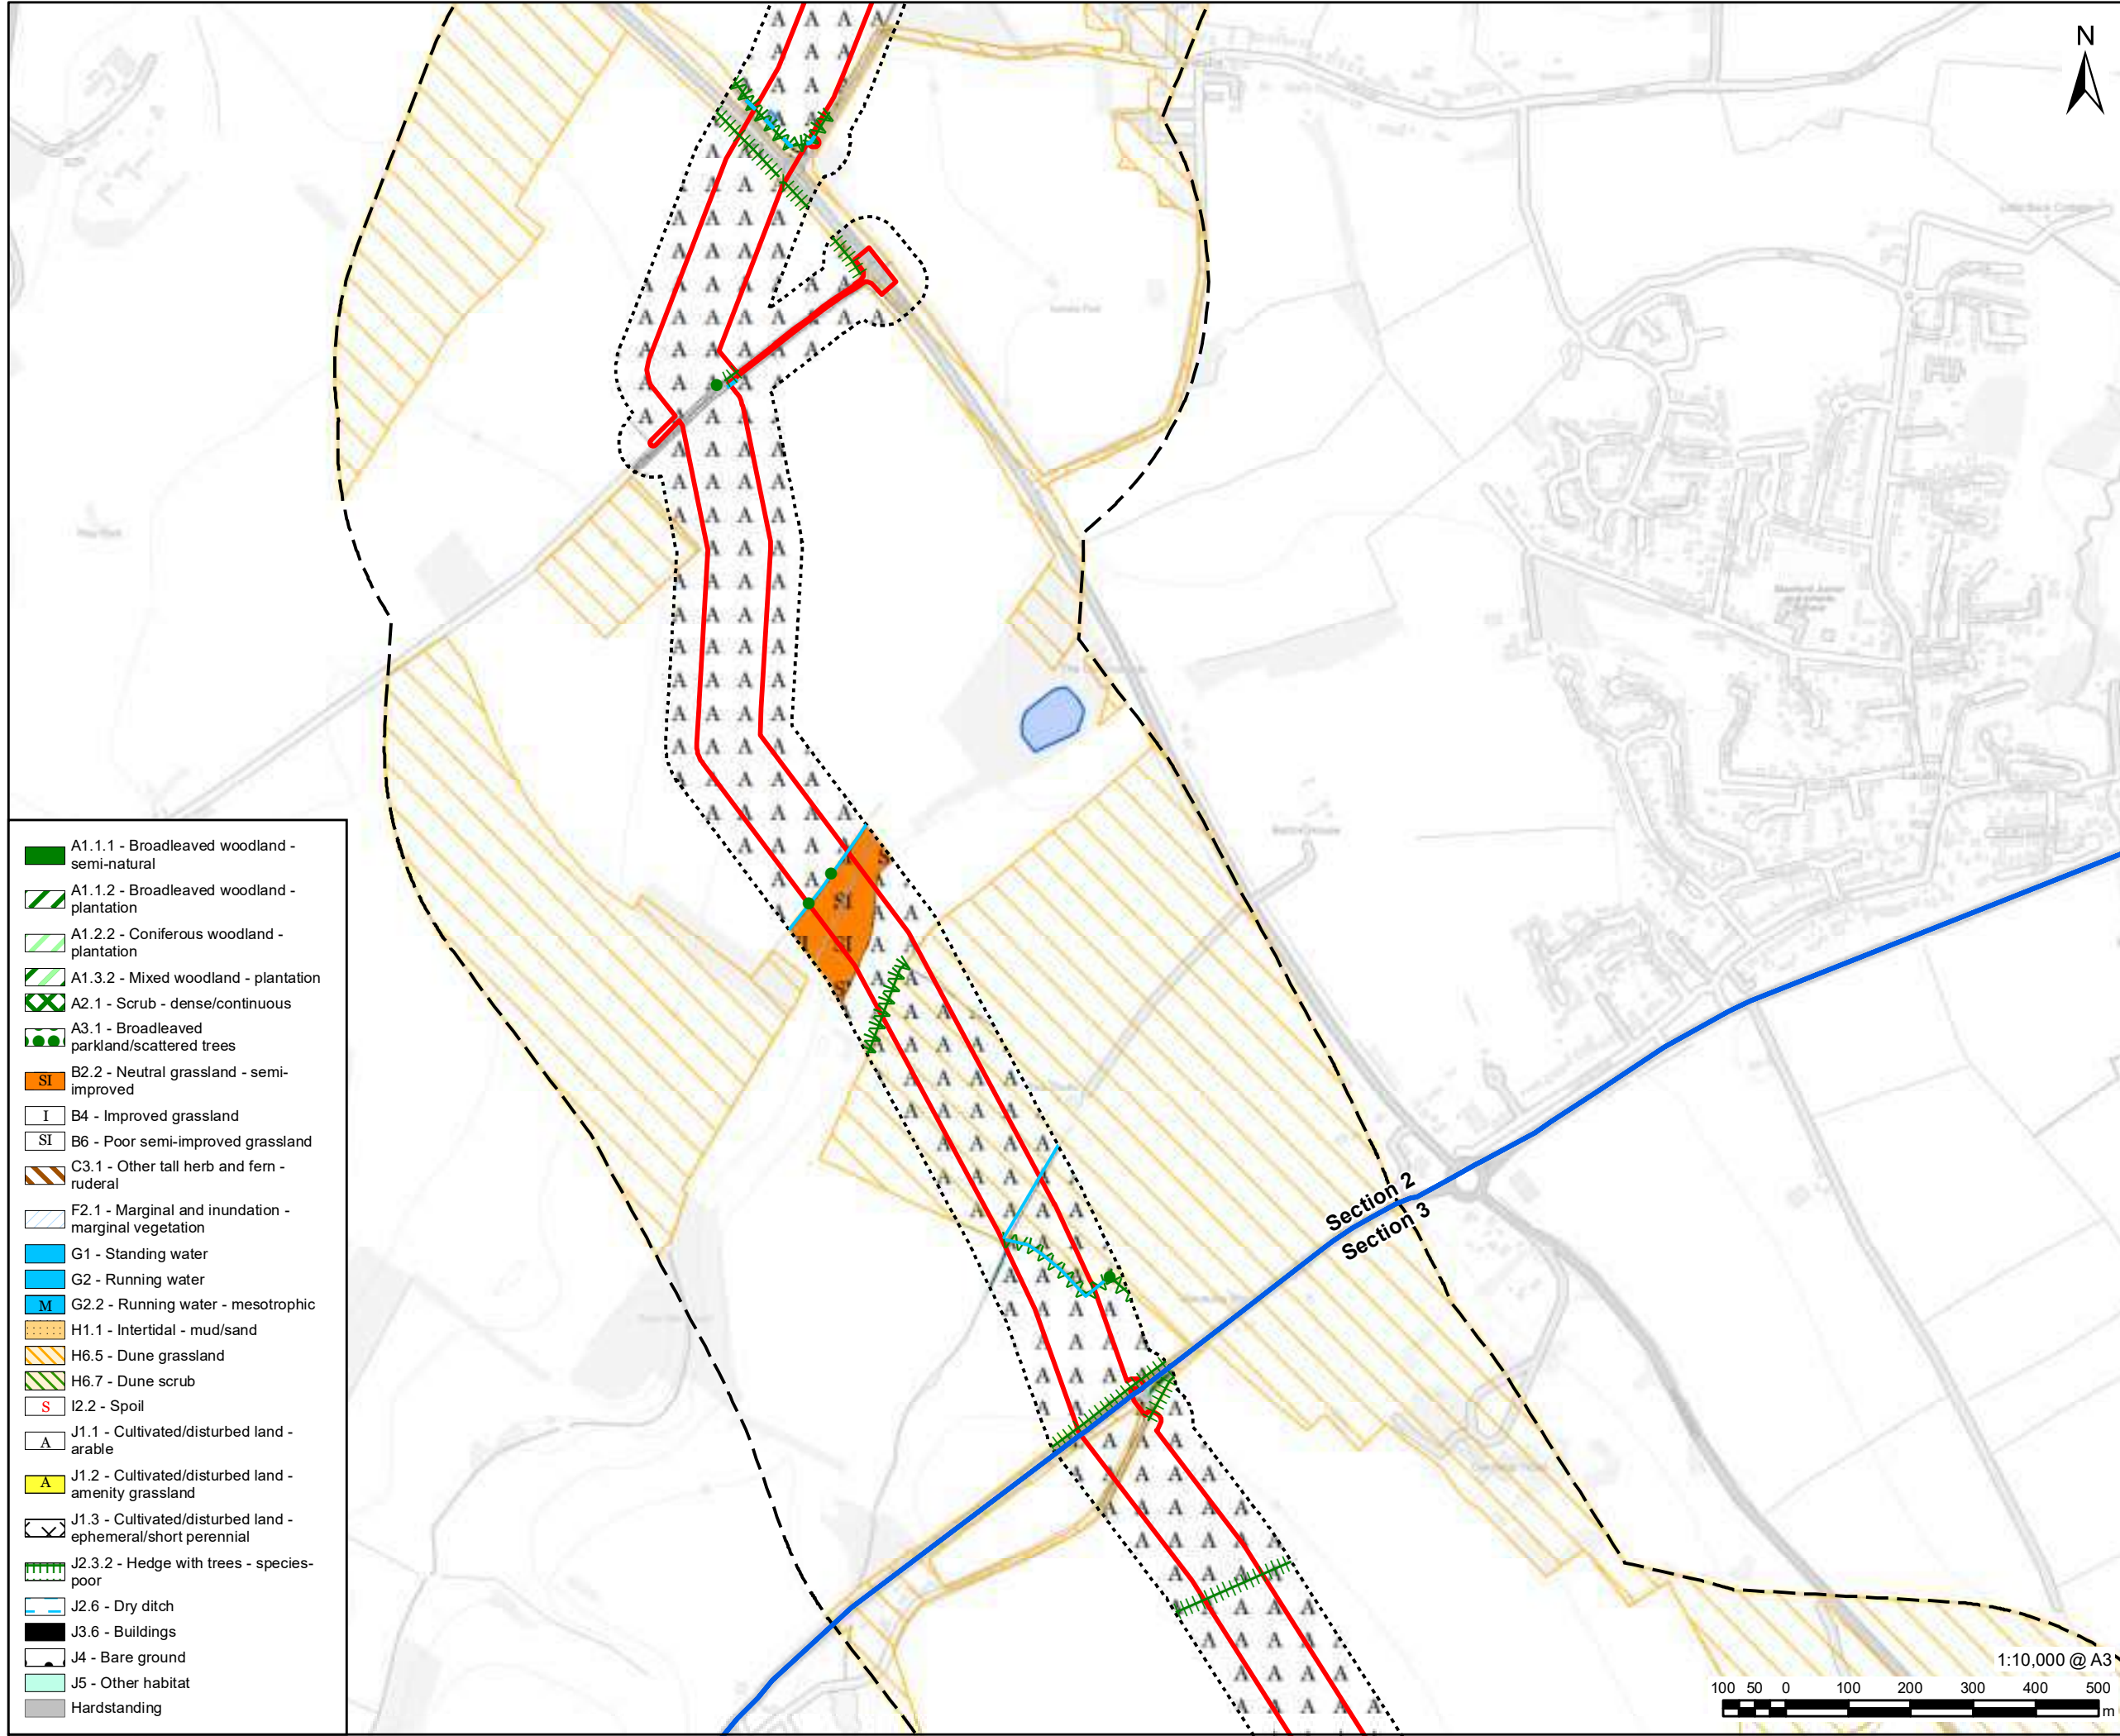 N
A1.1.1 - Broadleaved woodland -
semi-natural
A1.1.2 - Broadleaved woodland -
plantation
A1.2.2 - Coniferous woodland -
plantation
A1.3.2 - Mixed woodland - plantation
A2.1 - Scrub - dense/continuous
A3.1 - Broadleaved
parkland/scattered trees
SI B2.2 - Neutral grassland - semi-
improved
I B4 - Improved grassland
SI B6 - Poor semi-improved grassland
C3.1 - Other tall herb and fern -
ruderal
F2.1 - Marginal and inundation -
marginal vegetation
G1 - Standing water
G2 - Running water
M G2.2 - Running water - mesotrophic
H1.1 - Intertidal - mud/sand
H6.5 - Dune grassland
H6.7 - Dune scrub
S I2.2 - Spoil
A J1.1 - Cultivated/disturbed land -
arable
A J1.2 - Cultivated/disturbed land -
amenity grassland
J1.3 - Cultivated/disturbed land -
ephemeral/short perennial
J2.3.2 - Hedge with trees - species-
poor
J2.6 - Dry ditch
J3.6 - Buildings
J4 - Bare ground
J5 - Other habitat
Hardstanding
SI
SI
Section 2
Section 3
1:10,000 @ A3
100 50 0 100 200 300 400 500
m